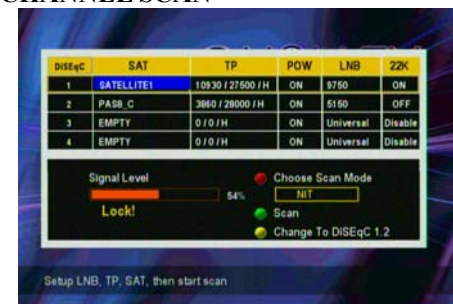 CHANNEL SCAN
DiSEqC SAT TP POW LNB 22K
1 SATELLITE1 10930 / 27500 / H ON 9750 ON
2 PAS8_C 3860 / 28000 / H ON 5150 OFF
3 EMPTY 0 / 0 / H ON Universal Disable
4 EMPTY 0 / 0 / H ON Universal Disable
Signal Level
54%
Lock!
Choose Scan Mode
NIT
Scan
Change To DiSEqC 1.2
Setup LNB, TP, SAT, then start scan